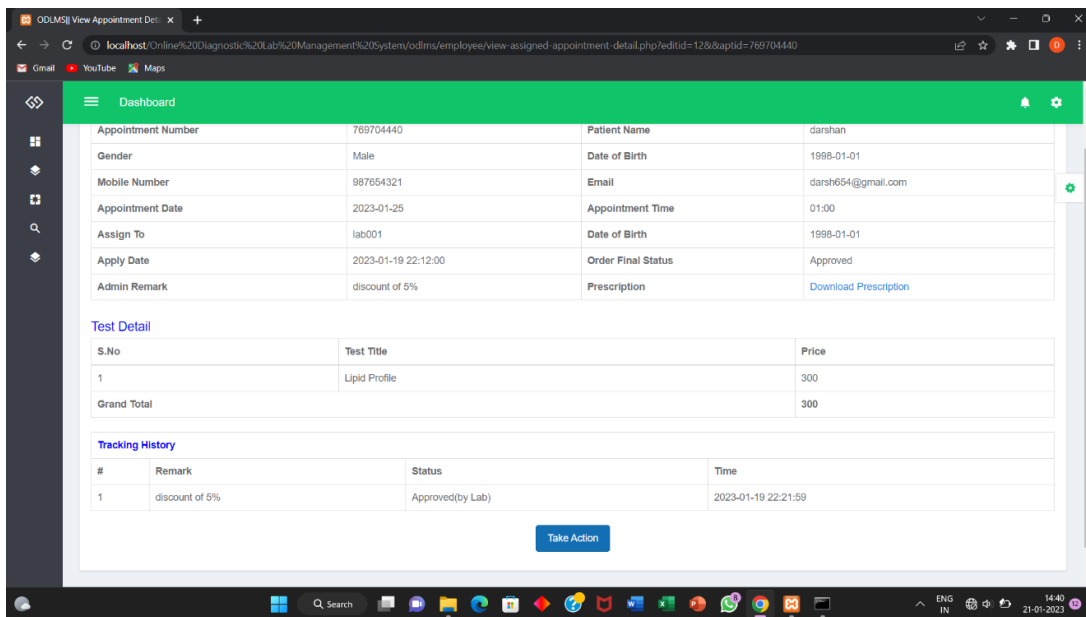 ODLMS|| View Appointment Deta
localhost/Online%20Diagnostic%20Lab%20Management%20System/odlms/employee/view-assigned-appointment-detail.php?editid=12&&aptid=769704440
D
Gmail YouTube Maps
Dashboard
Appointment Number 769704440 Patient Name darshan
Gender Male Date of Birth 1998-01-01
Mobile Number 987654321 Email darsh654@gmail.com
Appointment Date 2023-01-25 Appointment Time 01:00
Assign To lab001 Date of Birth 1998-01-01
Apply Date 2023-01-19 22:12:00 Order Final Status Approved
Admin Remark discount of 5% Prescription Download Prescription
Test Detail
S.No Test Title Price
1 Lipid Profile 300
Grand Total 300
Tracking History
# Remark Status Time
1 discount of 5% Approved(by Lab) 2023-01-19 22:21:59
Take Action
Search
8
ENG 14:40
IN 21-01-2023 12